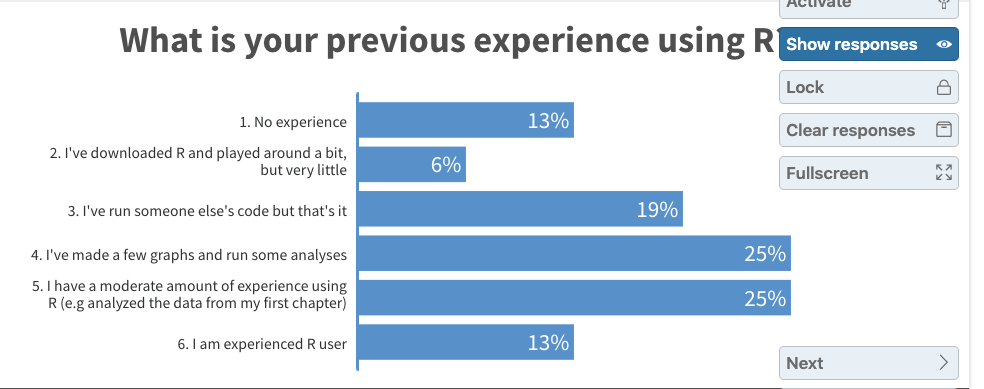 Activate
What is your previous experience using R?
Show responses
Lock
Clear responses
Fullscreen
1. No experience
13%
2. I've downloaded R and played around a bit,
but very little
6%
3. I've run someone else's code but that's it
19%
4. I've made a few graphs and run some analyses
25%
5. I have a moderate amount of experience using
R (e.g analyzed the data from my first chapter)
25%
6. I am experienced R user
13%
Next